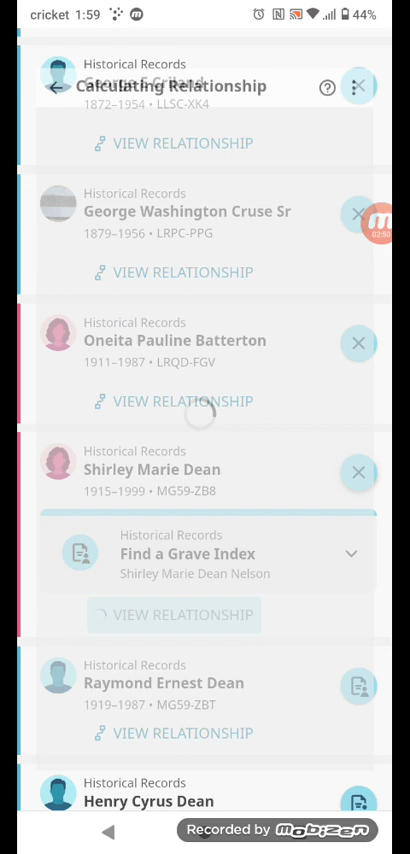 cricket 1:59
44%
Historical Records
Calculating Relationship
1872–1954 • LLSC-XK4
VIEW RELATIONSHIP
Historical Records
George Washington Cruse Sr
1879–1956 • LRPC-PPG
02:50
VIEW RELATIONSHIP
Historical Records
Oneita Pauline Batterton
1911–1987 • LRQD-FGV
VIEW RELATIONSHIP
Historical Records
Shirley Marie Dean
1915–1999 • MG59-ZB8
Historical Records
Find a Grave Index
Shirley Marie Dean Nelson
VIEW RELATIONSHIP
Historical Records
Raymond Ernest Dean
1919–1987 • MG59-ZBT
VIEW RELATIONSHIP
Historical Records
Henry Cyrus Dean
Recorded by mobizen